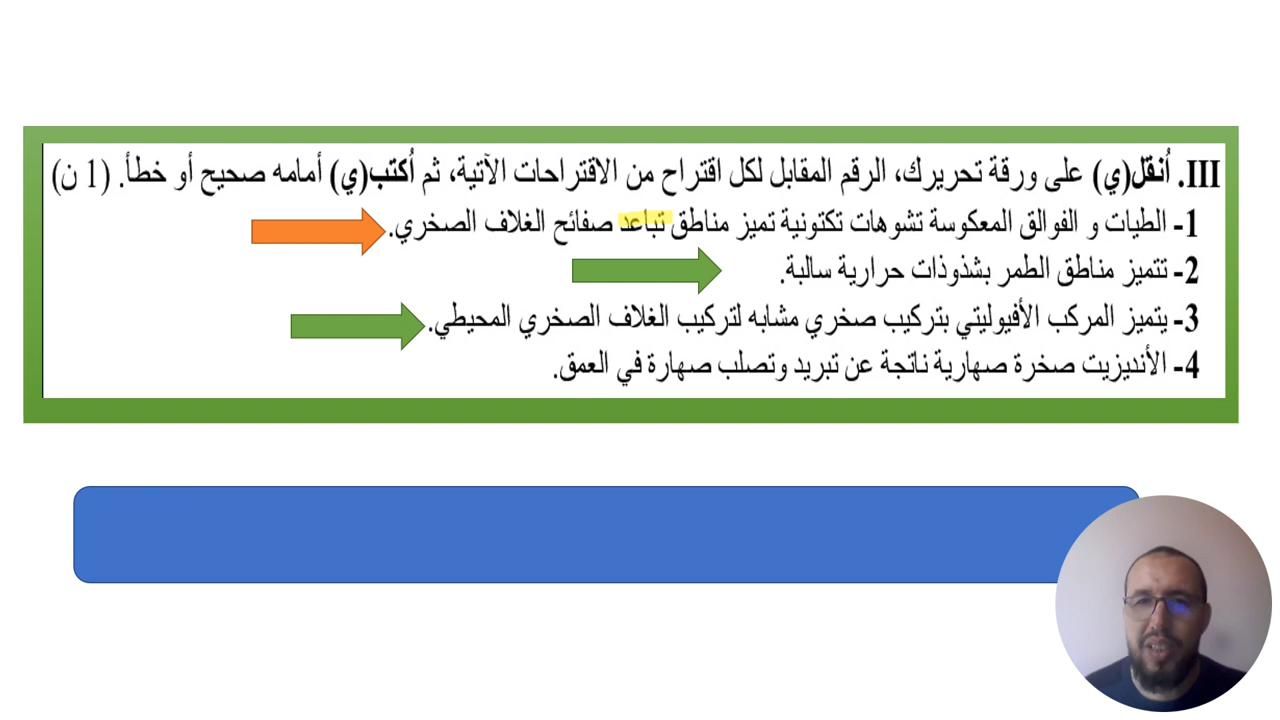 III. أُنقل(ي) على ورقة تحريرك، الرقم المقابل لكل اقتراح من الاقتراحات الآتية، ثم أُكتب(ي) أمامه صحيح أو خطأ. (1 ن)
1- الطيات و الفوالق المعكوسة تشوهات تكتونية تميز مناطق تباعد صفائح الغلاف الصخري.
2- تتميز مناطق الطمر بشذوذات حرارية سالبة.
3- يتميز المركب الأفيوليتي بتركيب صخري مشابه لتركيب الغلاف الصخري المحيطي.
4- الأنديزيت صخرة صهارية ناتجة عن تبريد وتصلب صهارة في العمق.